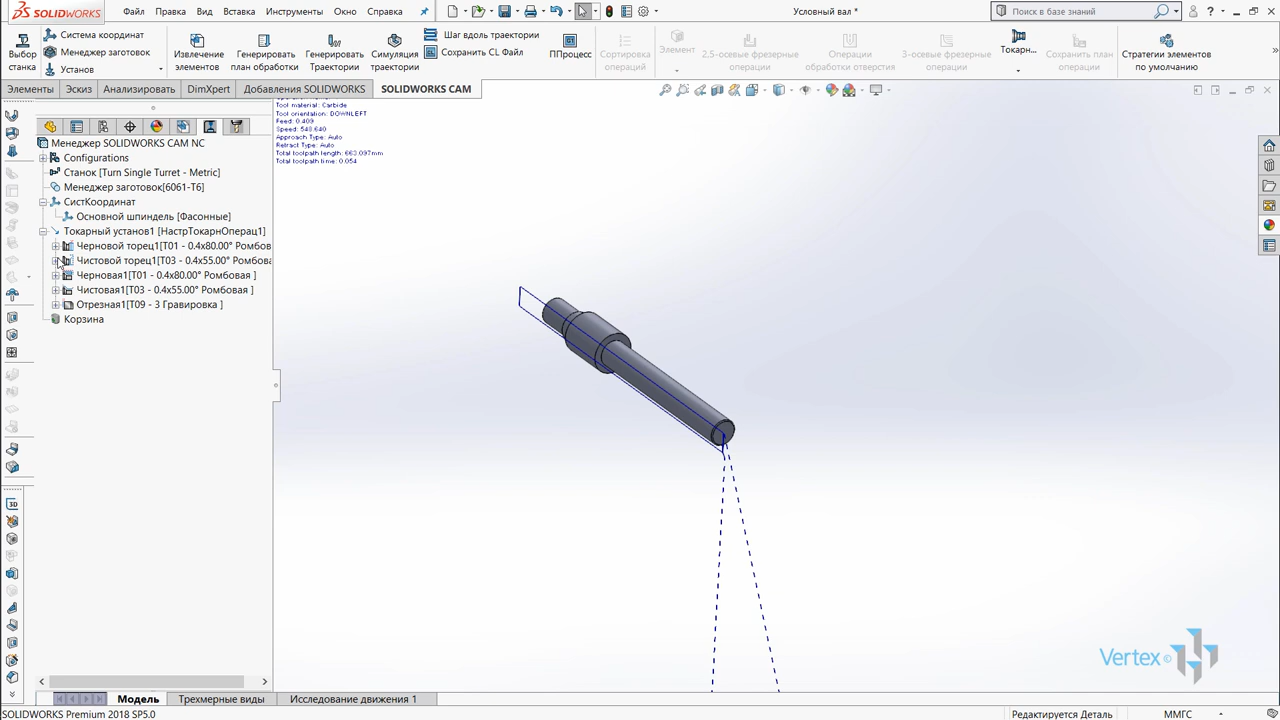 SOLIDWORKS
Файл
Правка
Вид
Вставка
Инструменты
Окно
Справка
Условный вал *
Поиск в базе знаний
Выбор станка
Система координат
Менеджер заготовок
Установ
Извлечение элементов
Генерировать план обработки
Генерировать Траектории
Симуляция траектории
Шаг вдоль траектории
Сохранить CL Файл
ППроцесс
Сортировка операций
Элемент
2,5-осевые фрезерные операции
Операции обработки отверстия
3-осевые фрезерные операции
Токарн...
Сохранить план операции
Стратегии элементов по умолчанию
Элементы
Эскиз
Анализировать
DimXpert
Добавления SOLIDWORKS
SOLIDWORKS CAM
Tool material: Carbide
Tool orientation: DOWNLEFT
Feed: 0.409
Speed: 548.640
Approach Type: Auto
Retract Type: Auto
Total toolpath length: 663.097mm
Total toolpath time: 0.054
Менеджер SOLIDWORKS CAM NC
Configurations
Станок [Turn Single Turret - Metric]
Менеджер заготовок[6061-T6]
СистКоординат
Основной шпиндель [Фасонные]
Токарный установ1 [НастрТокарнОперац1]
Черновой торец1[T01 - 0.4x80.00° Ромбов
Чистовой торец1[T03 - 0.4x55.00° Ромбова
Черновая1[T01 - 0.4x80.00° Ромбовая ]
Чистовая1[T03 - 0.4x55.00° Ромбовая ]
Отрезная1[T09 - 3 Гравировка ]
Корзина
Vertex©
Модель
Трехмерные виды
Исследование движения 1
SOLIDWORKS Premium 2018 SP5.0
Редактируется Деталь
ММГС